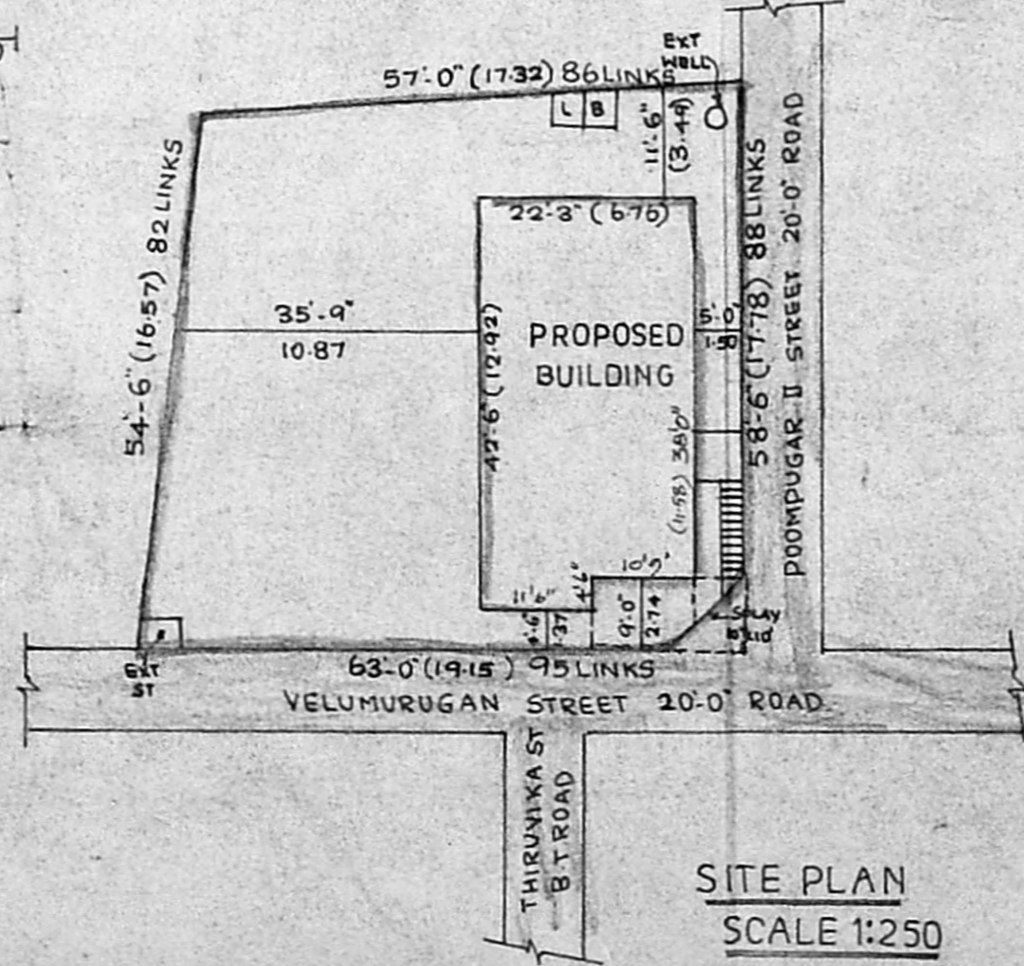 EXT
WELL
57'-0" (17.32) 86 LINKS
L B
11'-6"
(3.49)
54'-6" (16.57) 82 LINKS
22'-3" (6.76)
35'-9"
10.87
42'-6" (12.92)
PROPOSED
BUILDING
5'-0"
1.50
58'-6" (17.78) 88 LINKS
POOMPUGAR II STREET 20'-0" ROAD
(11.58) 38'0"
10'9"
11'6"
4'6"
4'-6"
1.37
9'-0"
2.74
SPLAY
EXT
ST
63'-0" (19.15) 95 LINKS
VELUMURUGAN STREET 20'-0" ROAD
THIRUVIKA ST
B.T ROAD
SITE PLAN
SCALE 1:250